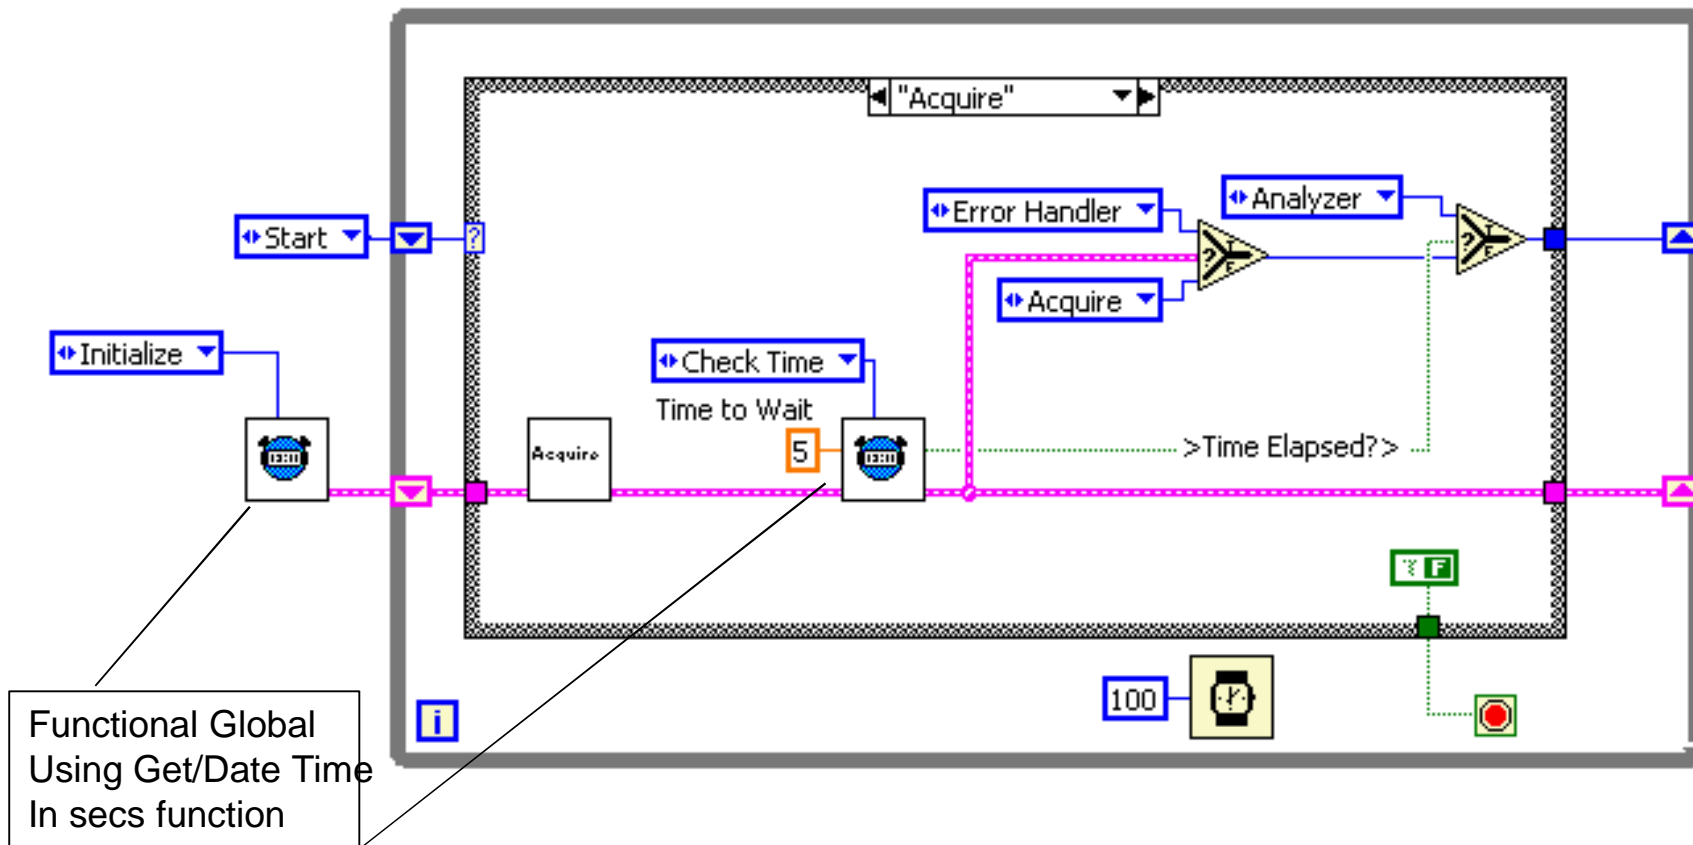 "Acquire"
Error Handler
Analyzer
Start
?
T
F
?
T
F
?
Acquire
Initialize
Check Time
Time to Wait
5
>Time Elapsed?>
Acquire
F
100
i
Functional Global
Using Get/Date Time
In secs function